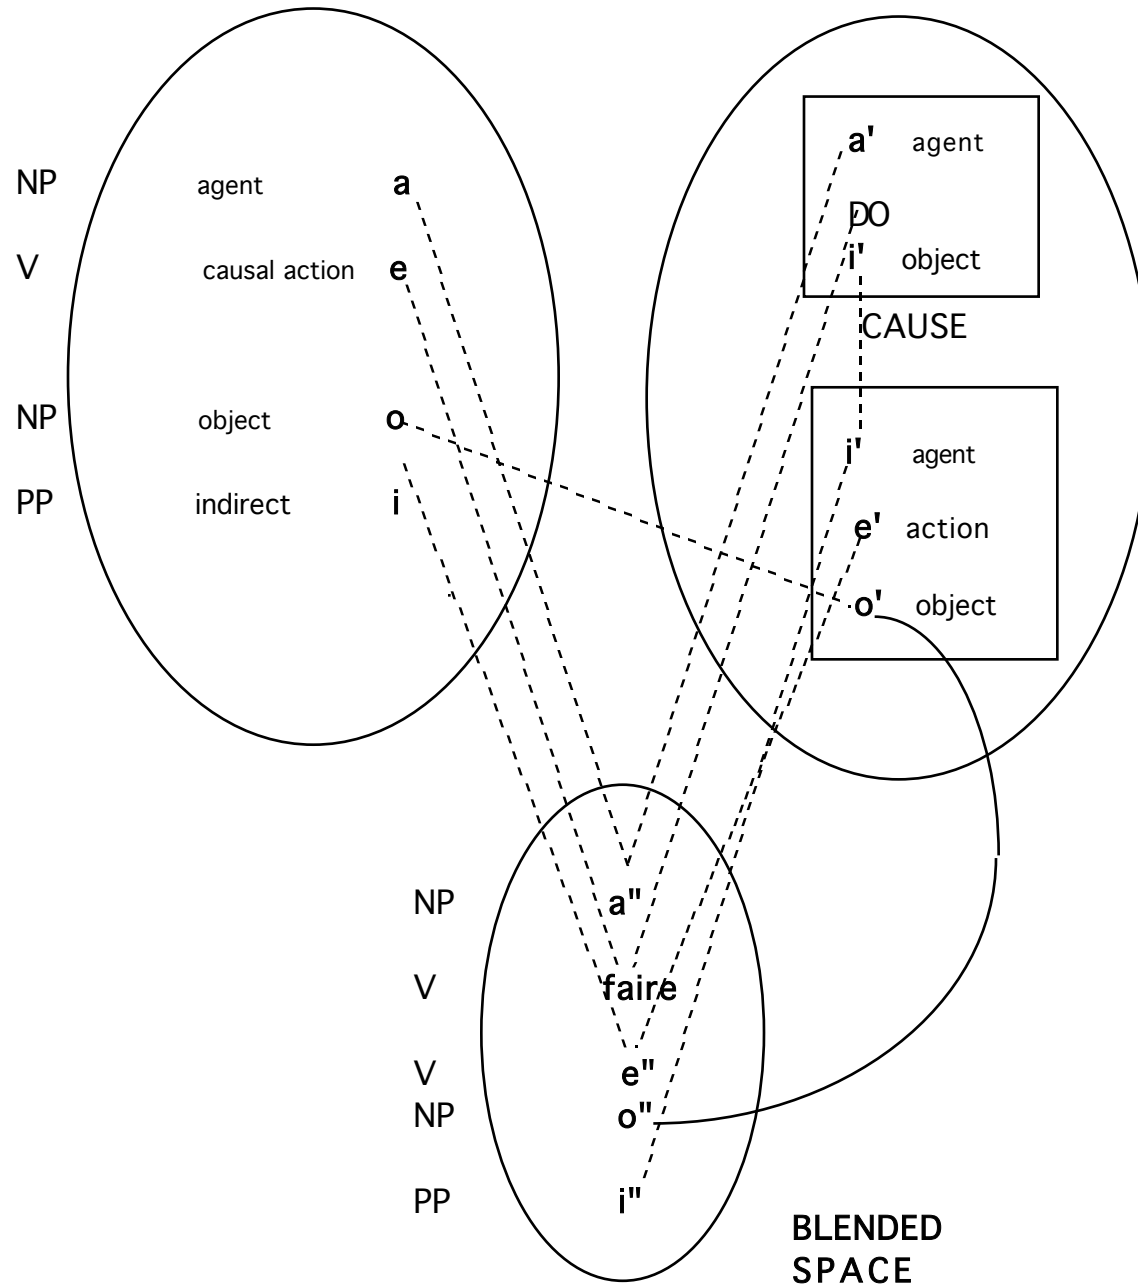 NP agent a
V causal action e
NP object o
PP indirect i
a' agent
DO
i' object
CAUSE
i' agent
e' action
o' object
NP a"
V faire
V e"
NP o"
PP i"
BLENDED
SPACE